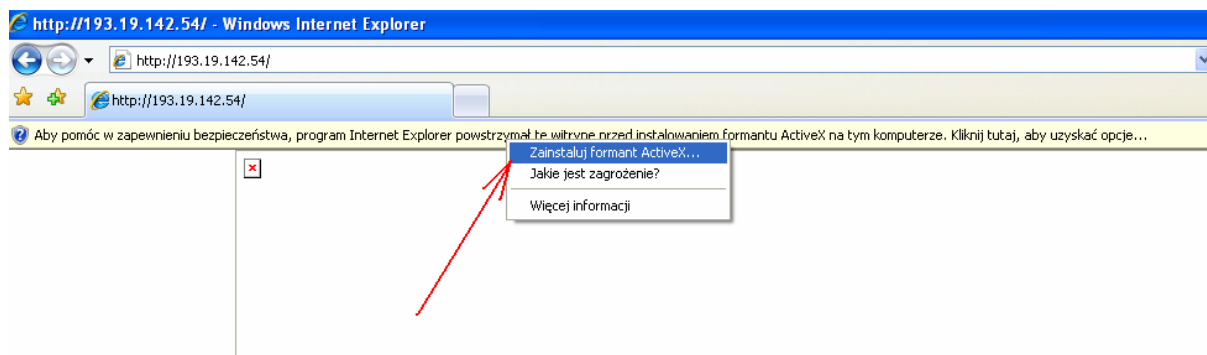 http://193.19.142.54/ - Windows Internet Explorer
http://193.19.142.54/
http://193.19.142.54/
Aby pomóc w zapewnieniu bezpieczeństwa, program Internet Explorer powstrzymał tę witrynę przed instalowaniem formantu ActiveX na tym komputerze. Kliknij tutaj, aby uzyskać opcje...
Zainstaluj formant ActiveX...
Jakie jest zagrożenie?
Więcej informacji